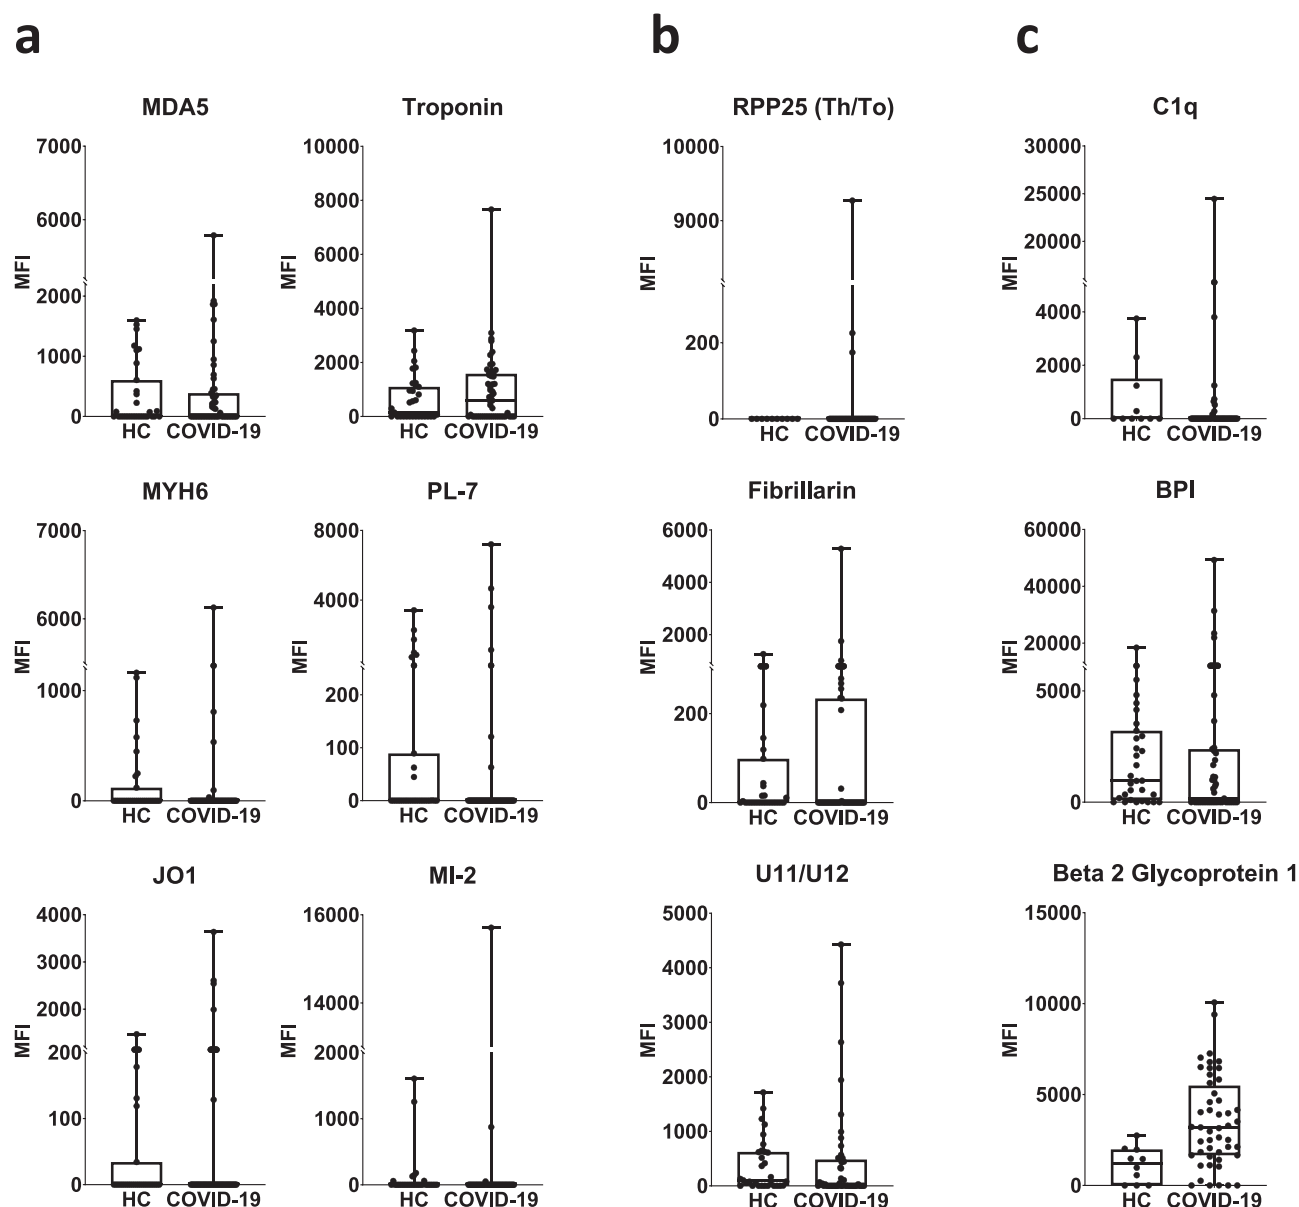 a
b
c
MDA5
Troponin
RPP25 (Th/To)
C1q
MFI
7000
6000
2000
1000
0
HC
COVID-19
MFI
10000
8000
6000
4000
2000
0
HC
COVID-19
MFI
10000
9000
200
0
HC
COVID-19
MFI
30000
25000
20000
4000
2000
0
HC
COVID-19
MYH6
PL-7
Fibrillarin
BPI
MFI
7000
6000
1000
0
HC
COVID-19
MFI
8000
4000
200
100
0
HC
COVID-19
MFI
6000
4000
2000
200
0
HC
COVID-19
MFI
60000
40000
20000
5000
0
HC
COVID-19
JO1
MI-2
U11/U12
Beta 2 Glycoprotein 1
MFI
4000
3000
2000
200
100
0
HC
COVID-19
MFI
16000
14000
2000
1000
0
HC
COVID-19
MFI
5000
4000
3000
2000
1000
0
HC
COVID-19
MFI
15000
10000
5000
0
HC
COVID-19